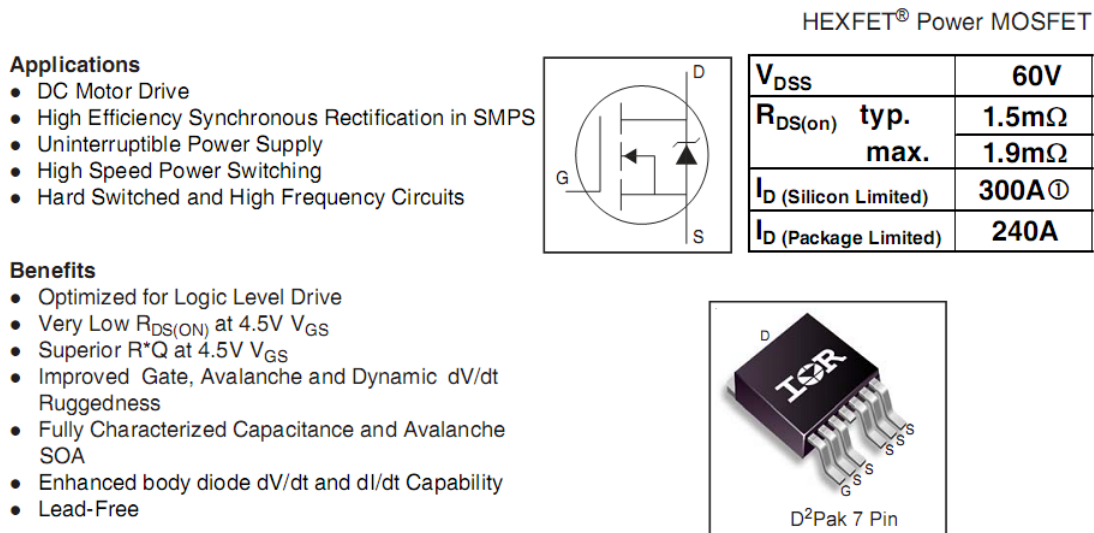 HEXFET® Power MOSFET
Applications
● DC Motor Drive
● High Efficiency Synchronous Rectification in SMPS
● Uninterruptible Power Supply
● High Speed Power Switching
● Hard Switched and High Frequency Circuits
D
G
S
VDSS 60V
RDS(on) typ. 1.5mΩ
max. 1.9mΩ
ID (Silicon Limited) 300A①
ID (Package Limited) 240A
Benefits
● Optimized for Logic Level Drive
● Very Low RDS(ON) at 4.5V VGS
● Superior R*Q at 4.5V VGS
● Improved Gate, Avalanche and Dynamic dV/dt
Ruggedness
● Fully Characterized Capacitance and Avalanche
SOA
● Enhanced body diode dV/dt and dI/dt Capability
● Lead-Free
D
IOR
G S S S S S
D2Pak 7 Pin